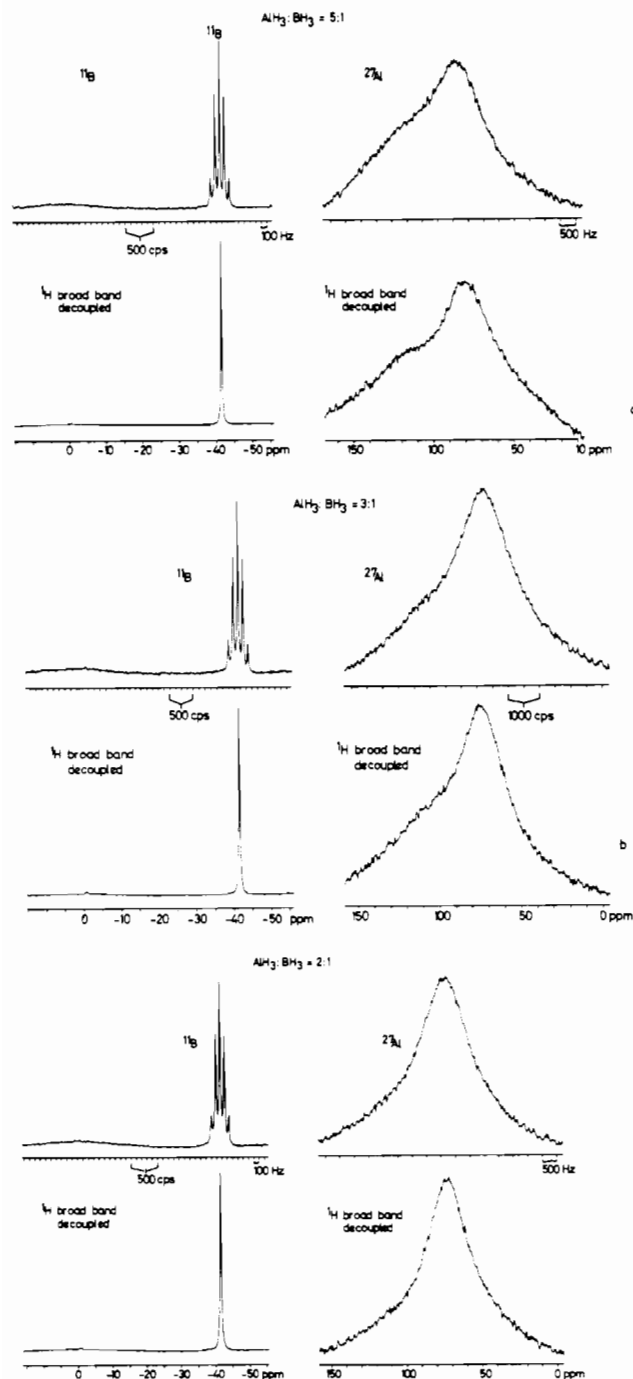 AlH₃: BH₃ = 5:1
¹¹B
¹¹B
²⁷Al
100 Hz
500 cps
500 Hz
¹H broad band
decoupled
¹H broad band
decoupled
0 -10 -20 -30 -40 -50 ppm
150 100 50 10 ppm
AlH₃: BH₃ = 3:1
¹¹B
²⁷Al
500 cps
1000 cps
¹H broad band
decoupled
¹H broad band
decoupled
b
0 -10 -20 -30 -40 -50 ppm
150 100 50 0 ppm
AlH₃: BH₃ = 2:1
¹¹B
²⁷Al
500 cps
100 Hz
500 Hz
¹H broad band
decoupled
¹H broad band
decoupled
0 -10 -20 -30 -40 -50 ppm
150 100 50 0 ppm